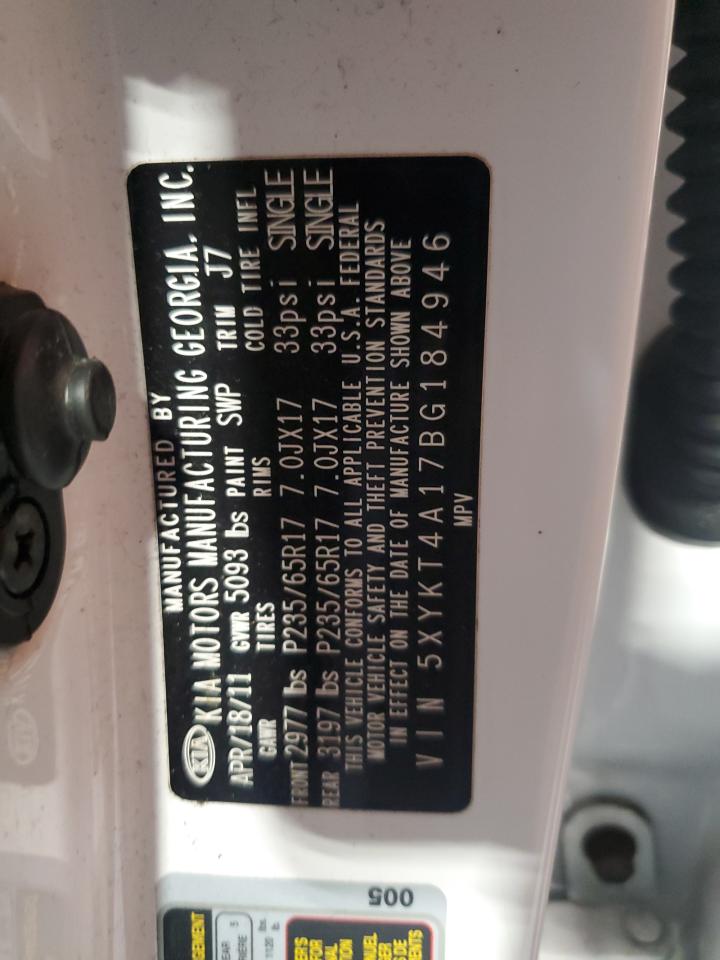 MANUFACTURED BY
KIA KIA MOTORS MANUFACTURING GEORGIA, INC.
APR/18/11 GVWR 5093 lbs PAINT SWP TRIM J7
GAWR TIRES RIMS COLD TIRE INFL
FRONT 2977 lbs P235/65R17 7.0JX17 33psi SINGLE
REAR 3197 lbs P235/65R17 7.0JX17 33psi SINGLE
THIS VEHICLE CONFORMS TO ALL APPLICABLE U.S.A. FEDERAL
MOTOR VEHICLE SAFETY AND THEFT PREVENTION STANDARDS
IN EFFECT ON THE DATE OF MANUFACTURE SHOWN ABOVE
VIN 5XYKT4A17BG184946
MPV
005